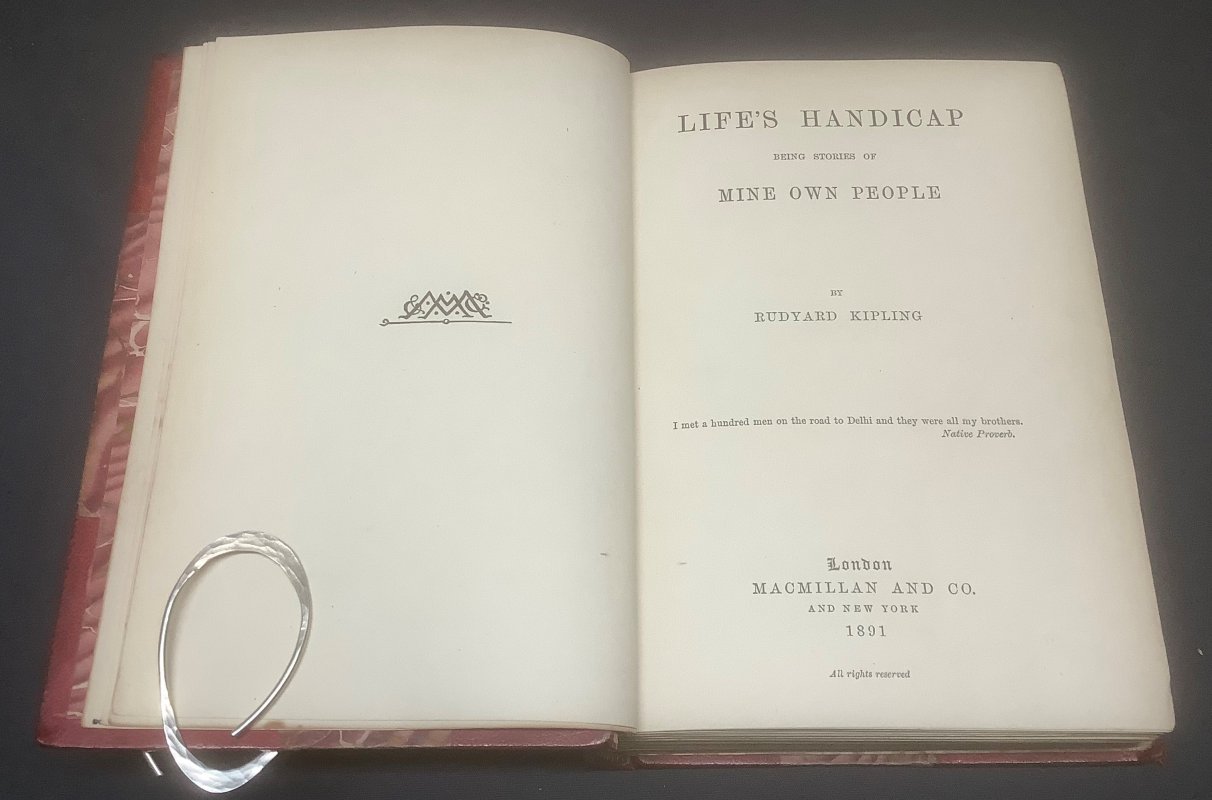 LIFE'S HANDICAP
BEING STORIES OF
MINE OWN PEOPLE
BY
RUDYARD KIPLING
I met a hundred men on the road to Delhi and they were all my brothers.
Native Proverb.
London
MACMILLAN AND CO.
AND NEW YORK
1891
All rights reserved